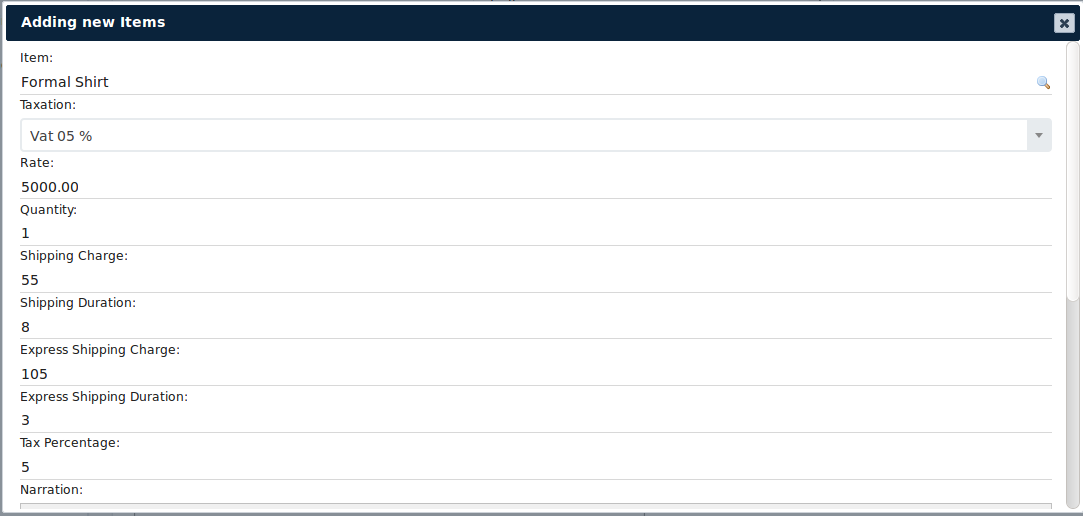 Adding new Items
Item:
Formal Shirt
Taxation:
Vat 05 %
Rate:
5000.00
Quantity:
1
Shipping Charge:
55
Shipping Duration:
8
Express Shipping Charge:
105
Express Shipping Duration:
3
Tax Percentage:
5
Narration: